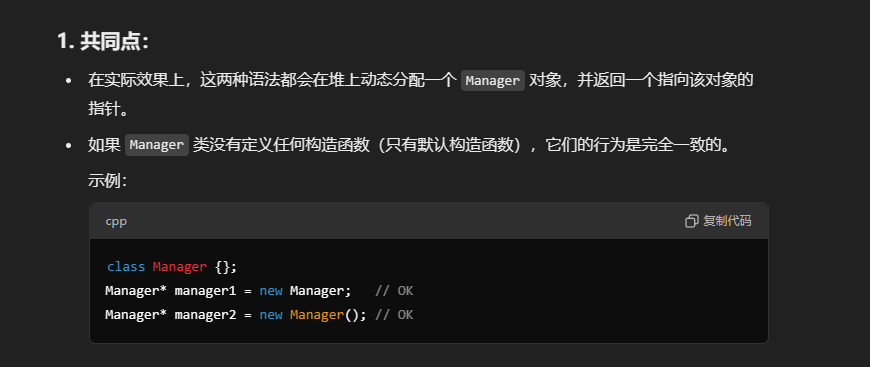 1. 共同点：
• 在实际效果上，这两种语法都会在堆上动态分配一个 Manager 对象，并返回一个指向该对象的
指针。
• 如果 Manager 类没有定义任何构造函数（只有默认构造函数），它们的行为是完全一致的。
示例：
cpp 复制代码
class Manager {};
Manager* manager1 = new Manager;   // OK
Manager* manager2 = new Manager(); // OK